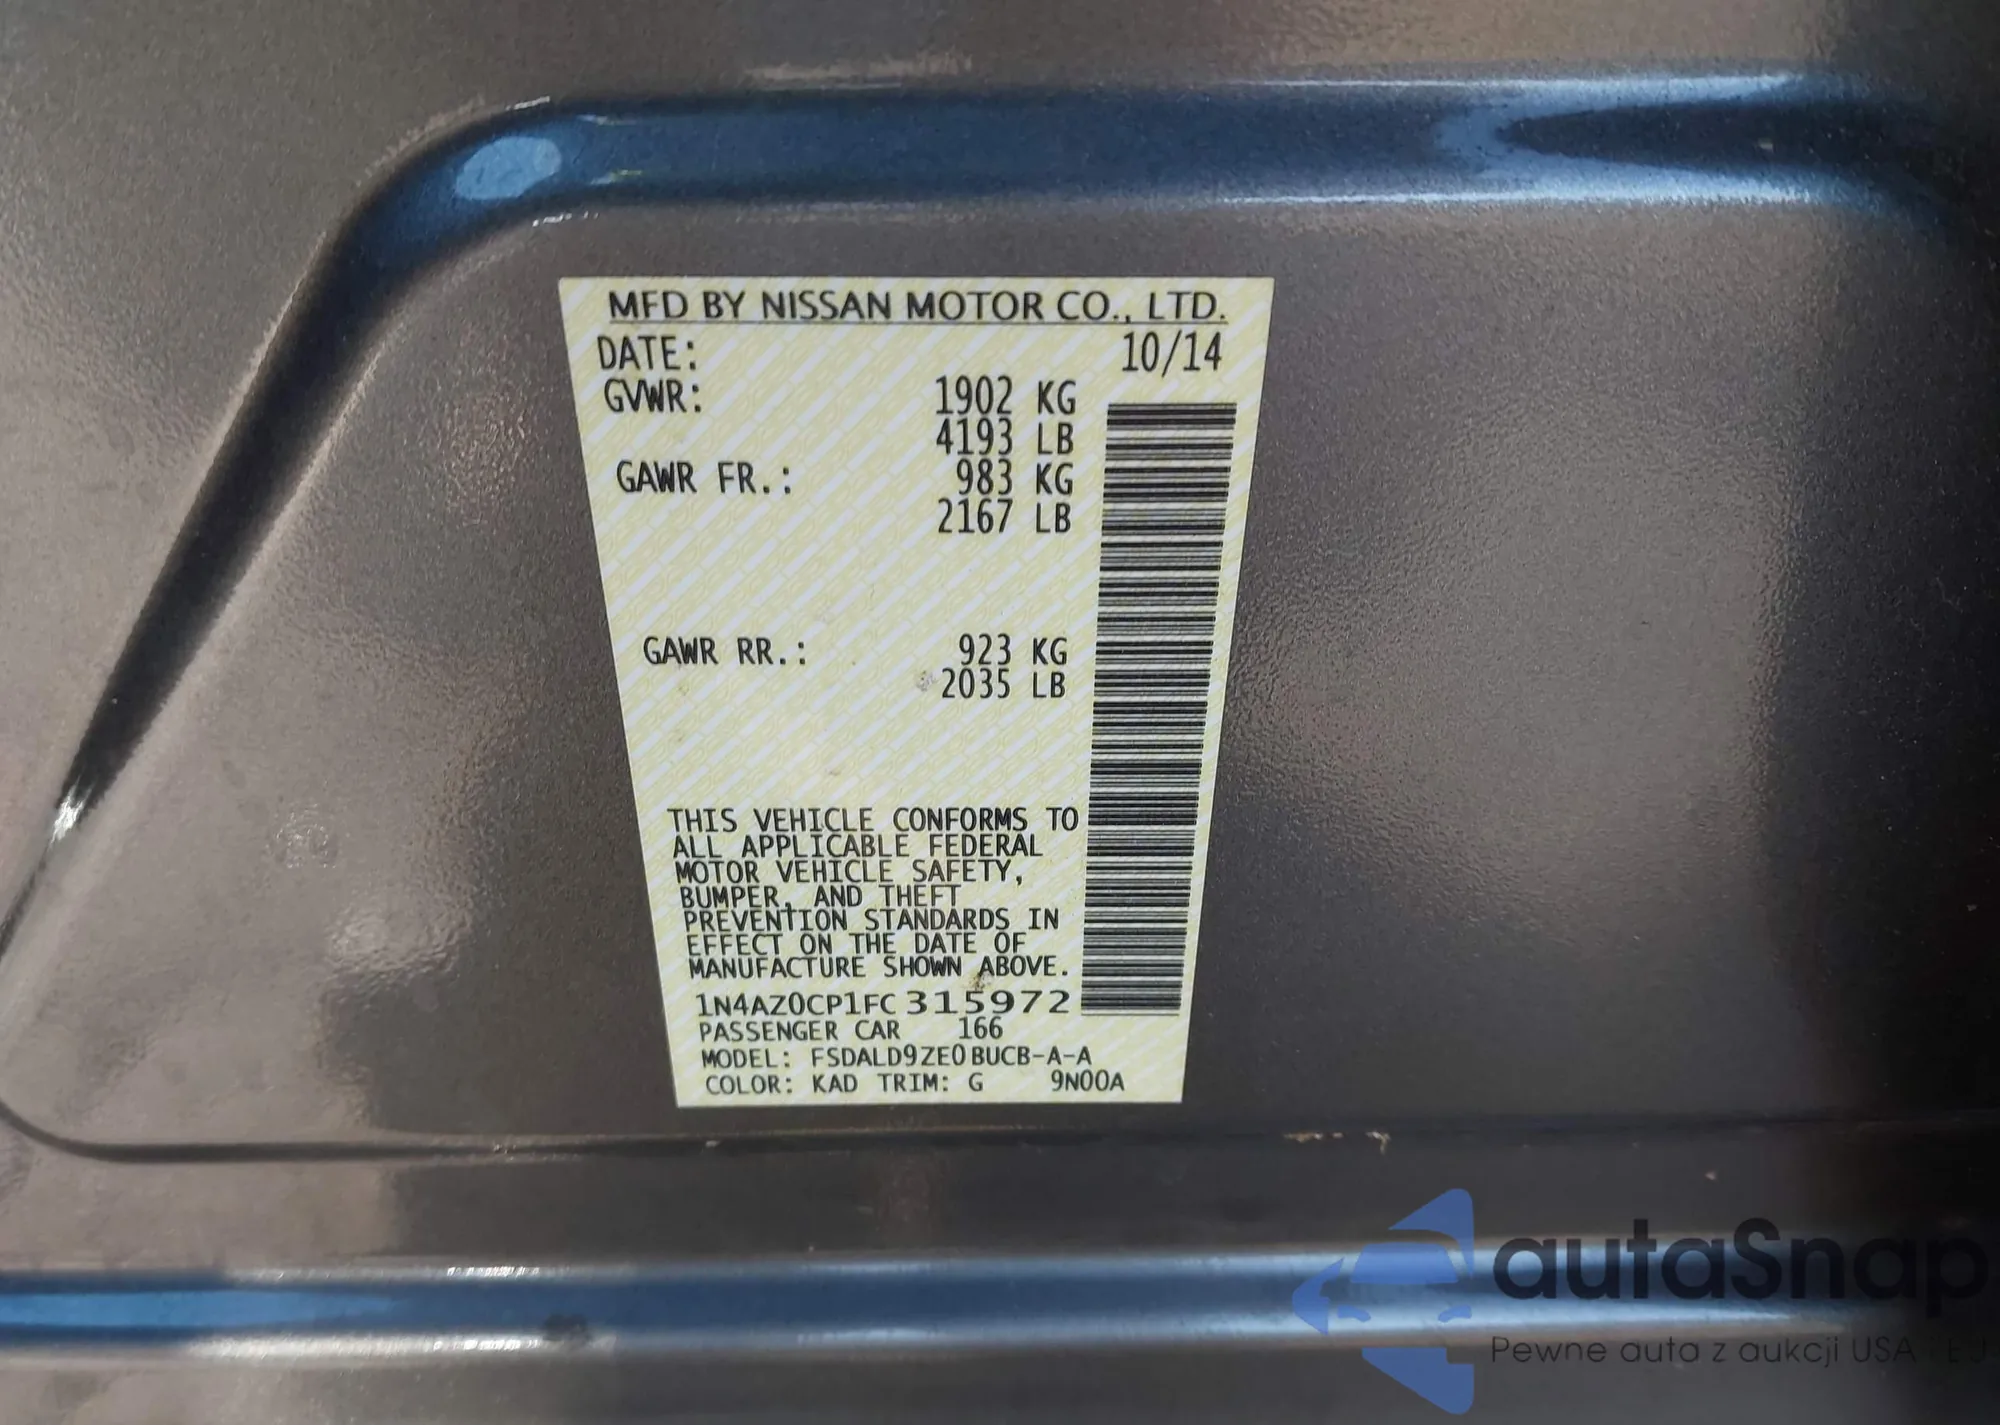 MFD BY NISSAN MOTOR CO., LTD.
DATE: 10/14
GVWR: 1902 KG
4193 LB
GAWR FR.: 983 KG
2167 LB
GAWR RR.: 923 KG
2035 LB
THIS VEHICLE CONFORMS TO
ALL APPLICABLE FEDERAL
MOTOR VEHICLE SAFETY,
BUMPER, AND THEFT
PREVENTION STANDARDS IN
EFFECT ON THE DATE OF
MANUFACTURE SHOWN ABOVE.
1N4AZ0CP1FC315972
PASSENGER CAR 166
MODEL: FSDALD9ZE0BUCB-A-A
COLOR: KAD TRIM: G 9N00A
autaSnap
Pewne auta z aukcji USA i EU